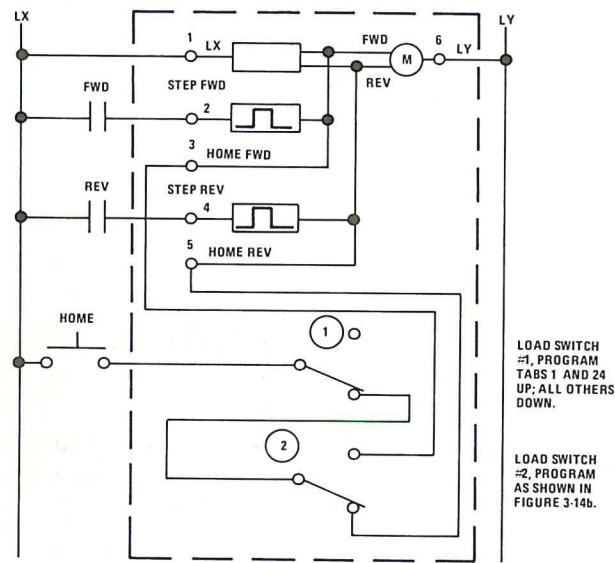 LX
LY
1
LX
FWD
6
LY
M
REV
FWD
STEP FWD
2
3
HOME FWD
REV
STEP REV
4
5
HOME REV
HOME
1
LOAD SWITCH
#1, PROGRAM
TABS 1 AND 24
UP; ALL OTHERS
DOWN.
2
LOAD SWITCH
#2, PROGRAM
AS SHOWN IN
FIGURE 3-14b.